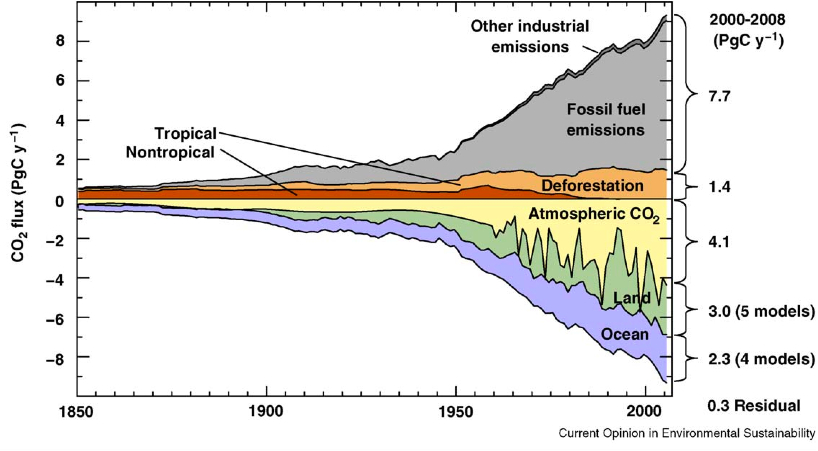 2000-2008
(PgC y⁻¹)
Other industrial
emissions
Fossil fuel
emissions
Tropical
Nontropical
Deforestation
Atmospheric CO₂
Land
Ocean
CO₂ flux (PgC y⁻¹)
8
6
4
2
0
−2
−4
−6
−8
7.7
1.4
4.1
3.0 (5 models)
2.3 (4 models)
0.3 Residual
1850
1900
1950
2000
Current Opinion in Environmental Sustainability